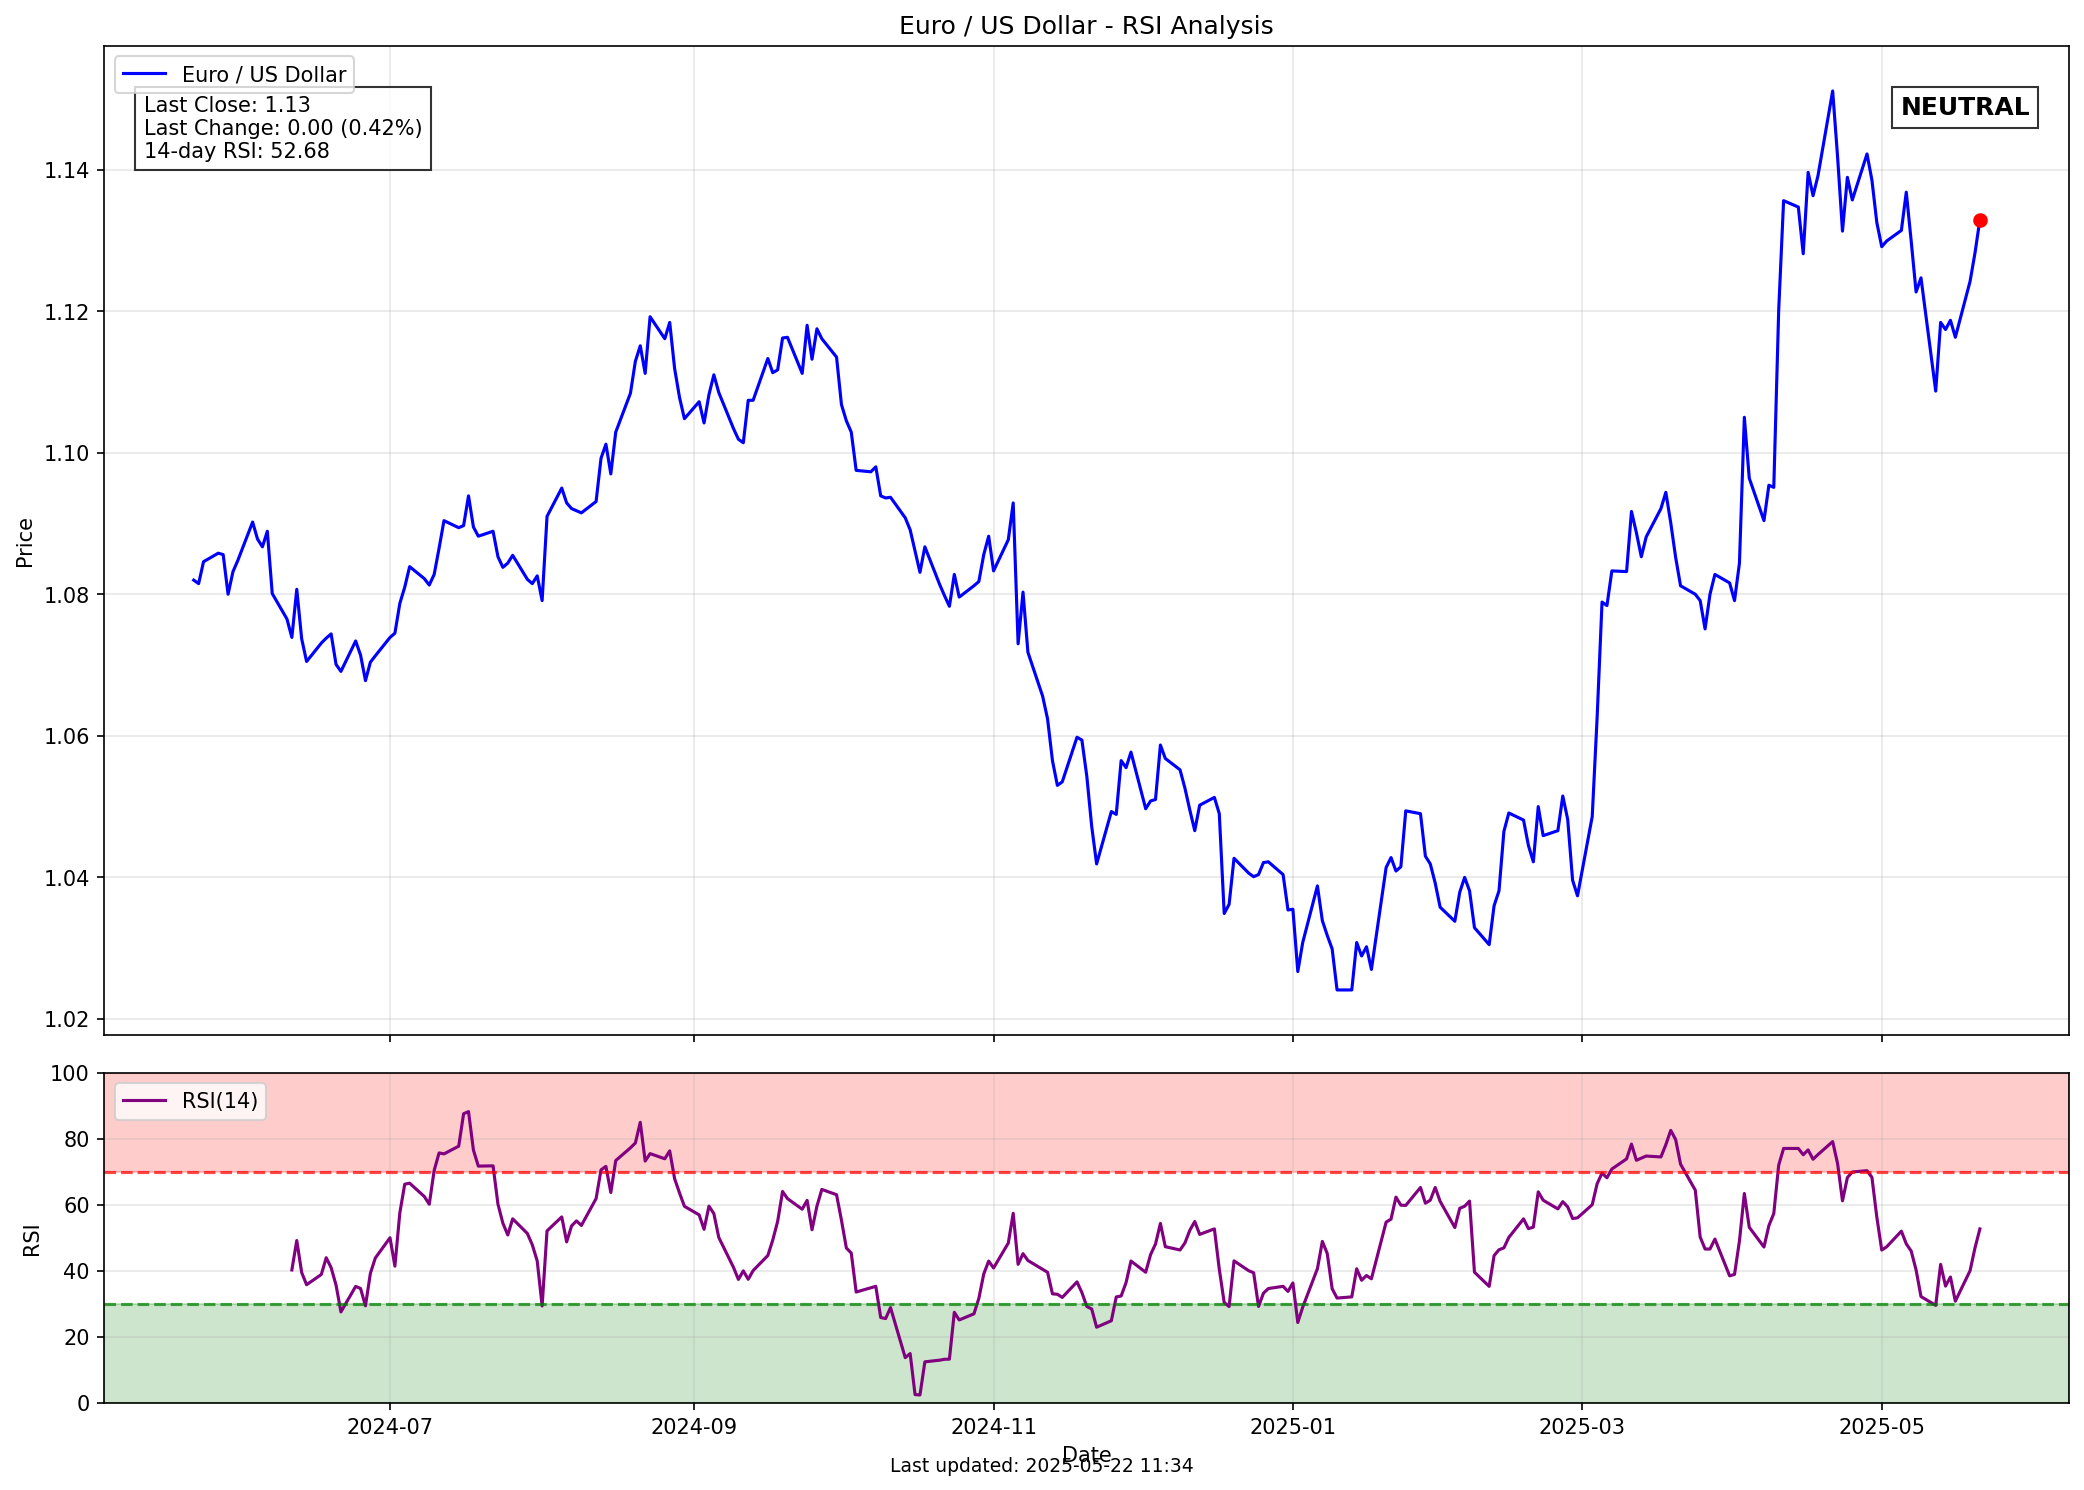 Euro / US Dollar - RSI Analysis
Euro / US Dollar
Last Close: 1.13
Last Change: 0.00 (0.42%)
14-day RSI: 52.68
NEUTRAL
Price
1.14
1.12
1.10
1.08
1.06
1.04
1.02
RSI(14)
RSI
100
80
60
40
20
0
2024-07
2024-09
2024-11
2025-01
2025-03
2025-05
Date
Last updated: 2025-05-22 11:34